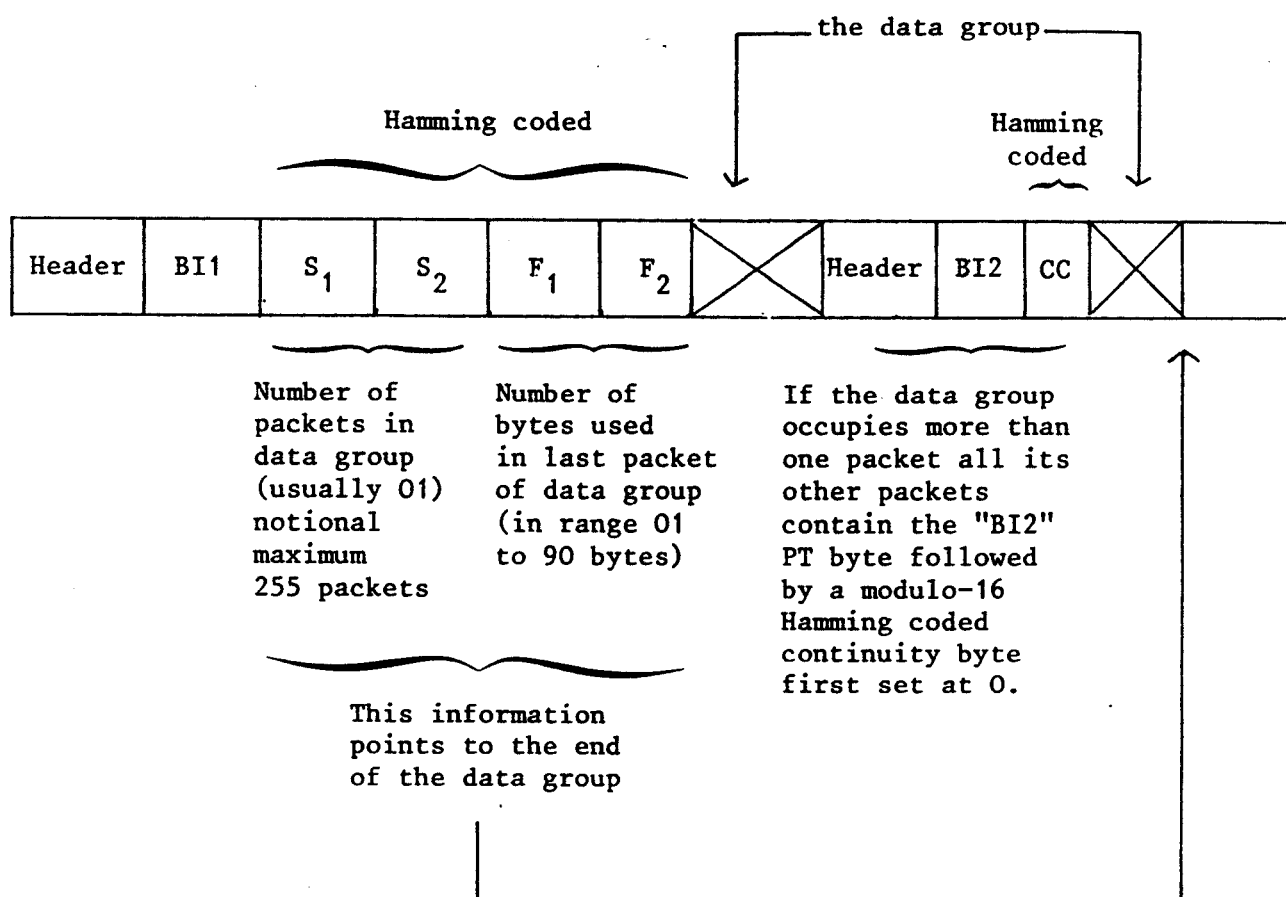 the data group
Hamming coded
Hamming
coded
Header BI1 S1 S2 F1 F2 Header BI2 CC
Number of
packets in
data group
(usually 01)
notional
maximum
255 packets
Number of
bytes used
in last packet
of data group
(in range 01
to 90 bytes)
If the data group
occupies more than
one packet all its
other packets
contain the "BI2"
PT byte followed
by a modulo-16
Hamming coded
continuity byte
first set at 0.
This information
points to the end
of the data group